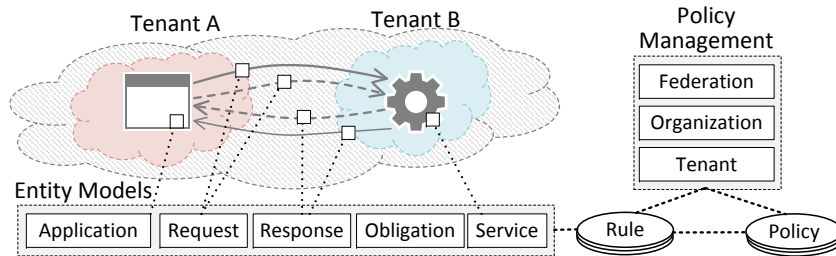 Tenant A
Tenant B
Policy
Management
Federation
Organization
Tenant
Entity Models
Application
Request
Response
Obligation
Service
Rule
Policy